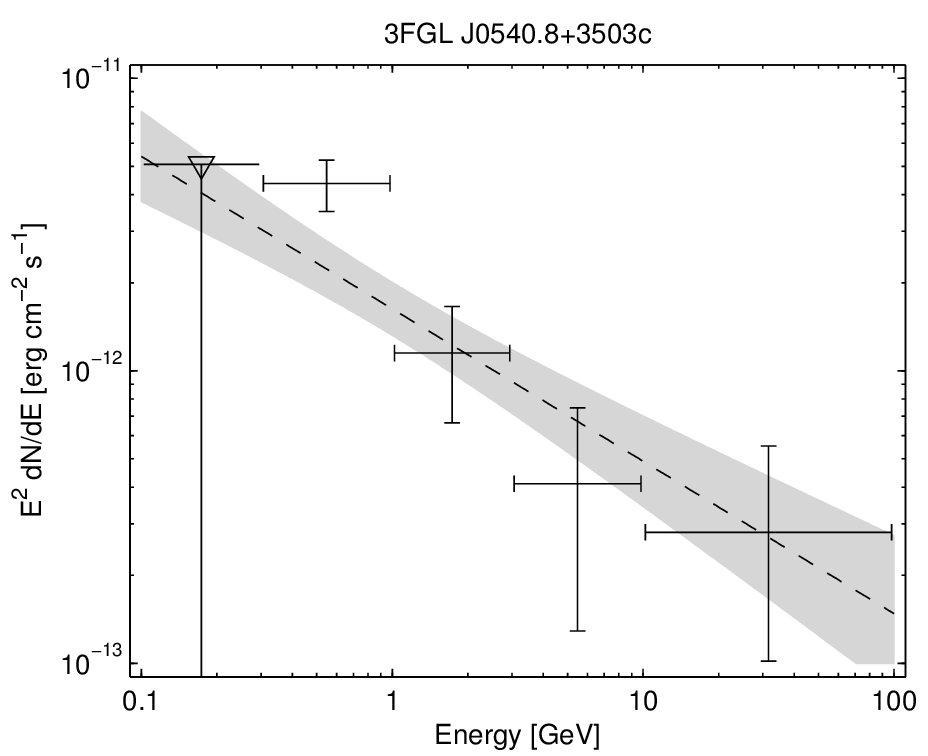 3FGL J0540.8+3503c
10⁻¹¹
10⁻¹²
10⁻¹³
E² dN/dE [erg cm⁻² s⁻¹]
0.1 1 10 100
Energy [GeV]